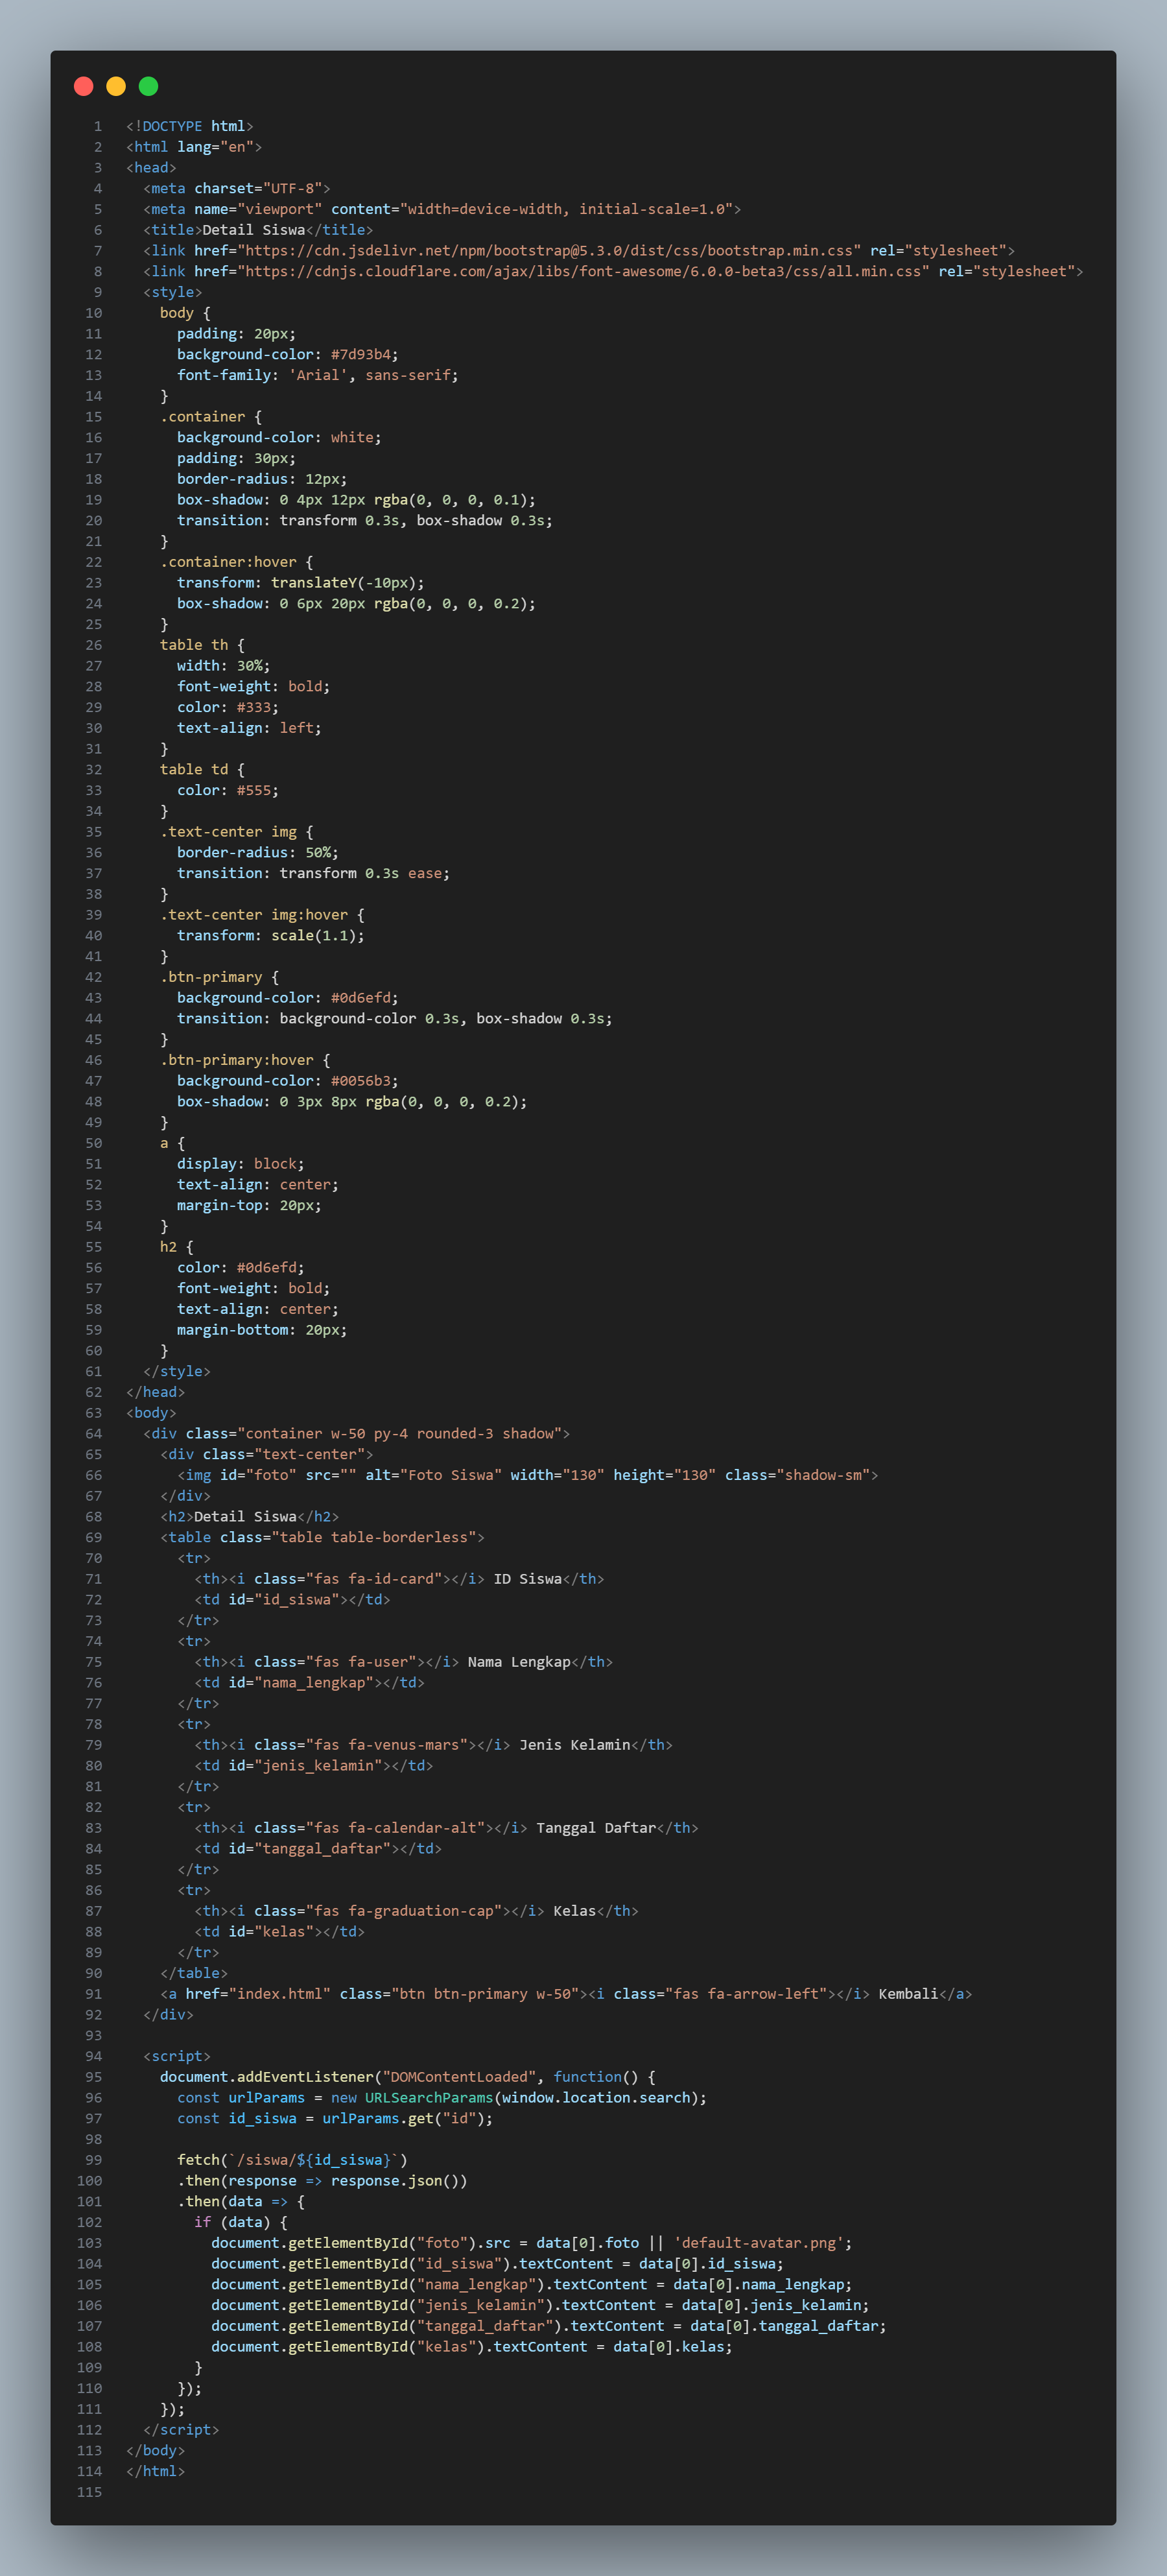 1 <!DOCTYPE html>
2 <html lang="en">
3 <head>
4   <meta charset="UTF-8">
5   <meta name="viewport" content="width=device-width, initial-scale=1.0">
6   <title>Detail Siswa</title>
7   <link href="https://cdn.jsdelivr.net/npm/bootstrap@5.3.0/dist/css/bootstrap.min.css" rel="stylesheet">
8   <link href="https://cdnjs.cloudflare.com/ajax/libs/font-awesome/6.0.0-beta3/css/all.min.css" rel="stylesheet">
9   <style>
10     body {
11       padding: 20px;
12       background-color: #7d93b4;
13       font-family: 'Arial', sans-serif;
14     }
15     .container {
16       background-color: white;
17       padding: 30px;
18       border-radius: 12px;
19       box-shadow: 0 4px 12px rgba(0, 0, 0, 0.1);
20       transition: transform 0.3s, box-shadow 0.3s;
21     }
22     .container:hover {
23       transform: translateY(-10px);
24       box-shadow: 0 6px 20px rgba(0, 0, 0, 0.2);
25     }
26     table th {
27       width: 30%;
28       font-weight: bold;
29       color: #333;
30       text-align: left;
31     }
32     table td {
33       color: #555;
34     }
35     .text-center img {
36       border-radius: 50%;
37       transition: transform 0.3s ease;
38     }
39     .text-center img:hover {
40       transform: scale(1.1);
41     }
42     .btn-primary {
43       background-color: #0d6efd;
44       transition: background-color 0.3s, box-shadow 0.3s;
45     }
46     .btn-primary:hover {
47       background-color: #0056b3;
48       box-shadow: 0 3px 8px rgba(0, 0, 0, 0.2);
49     }
50     a {
51       display: block;
52       text-align: center;
53       margin-top: 20px;
54     }
55     h2 {
56       color: #0d6efd;
57       font-weight: bold;
58       text-align: center;
59       margin-bottom: 20px;
60     }
61   </style>
62 </head>
63 <body>
64   <div class="container w-50 py-4 rounded-3 shadow">
65     <div class="text-center">
66       <img id="foto" src="" alt="Foto Siswa" width="130" height="130" class="shadow-sm">
67     </div>
68     <h2>Detail Siswa</h2>
69     <table class="table table-borderless">
70       <tr>
71         <th><i class="fas fa-id-card"></i> ID Siswa</th>
72         <td id="id_siswa"></td>
73       </tr>
74       <tr>
75         <th><i class="fas fa-user"></i> Nama Lengkap</th>
76         <td id="nama_lengkap"></td>
77       </tr>
78       <tr>
79         <th><i class="fas fa-venus-mars"></i> Jenis Kelamin</th>
80         <td id="jenis_kelamin"></td>
81       </tr>
82       <tr>
83         <th><i class="fas fa-calendar-alt"></i> Tanggal Daftar</th>
84         <td id="tanggal_daftar"></td>
85       </tr>
86       <tr>
87         <th><i class="fas fa-graduation-cap"></i> Kelas</th>
88         <td id="kelas"></td>
89       </tr>
90     </table>
91     <a href="index.html" class="btn btn-primary w-50"><i class="fas fa-arrow-left"></i> Kembali</a>
92   </div>
93
94   <script>
95     document.addEventListener("DOMContentLoaded", function() {
96       const urlParams = new URLSearchParams(window.location.search);
97       const id_siswa = urlParams.get("id");
98
99       fetch(`/siswa/${id_siswa}`)
100       .then(response => response.json())
101       .then(data => {
102         if (data) {
103           document.getElementById("foto").src = data[0].foto || 'default-avatar.png';
104           document.getElementById("id_siswa").textContent = data[0].id_siswa;
105           document.getElementById("nama_lengkap").textContent = data[0].nama_lengkap;
106           document.getElementById("jenis_kelamin").textContent = data[0].jenis_kelamin;
107           document.getElementById("tanggal_daftar").textContent = data[0].tanggal_daftar;
108           document.getElementById("kelas").textContent = data[0].kelas;
109         }
110       });
111     });
112   </script>
113 </body>
114 </html>
115